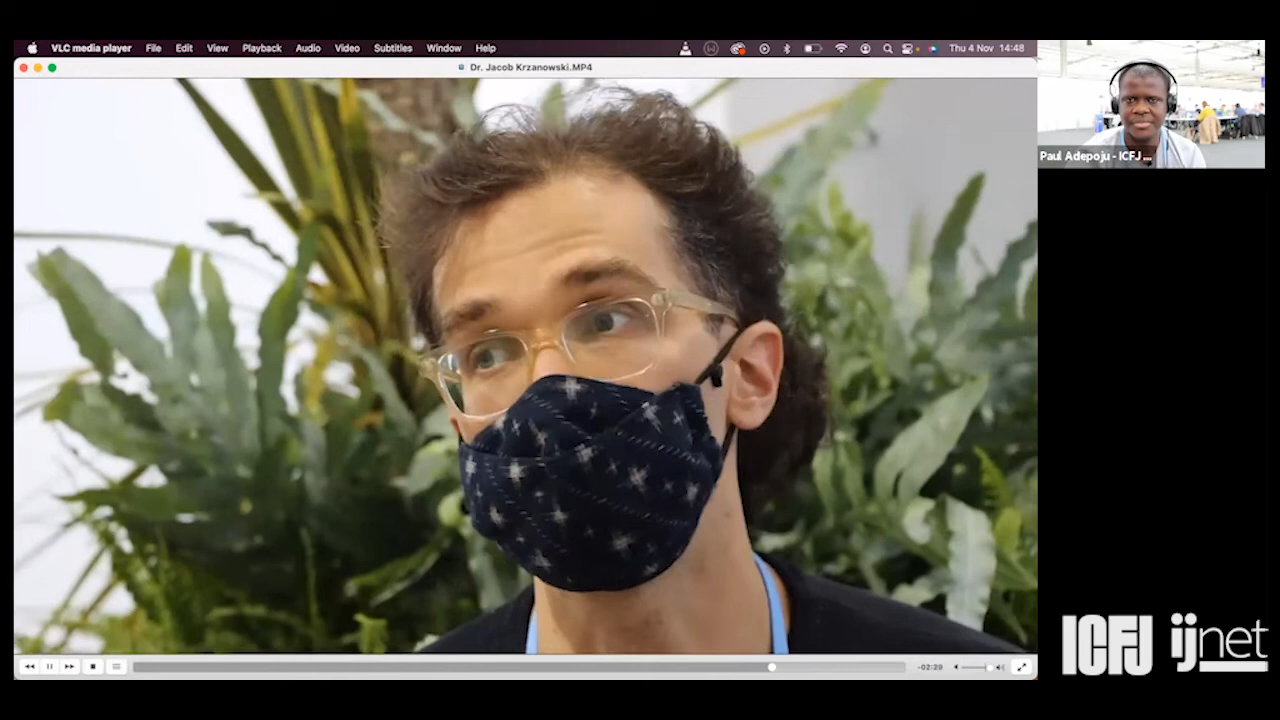 VLC media player File Edit View Playback Audio Video Subtitles Window Help Thu 4 Nov 14:48
Dr. Jacob Krzanowski.MP4
Paul Adepoju - ICFJ ...
-02:29
ICFJ ijnet